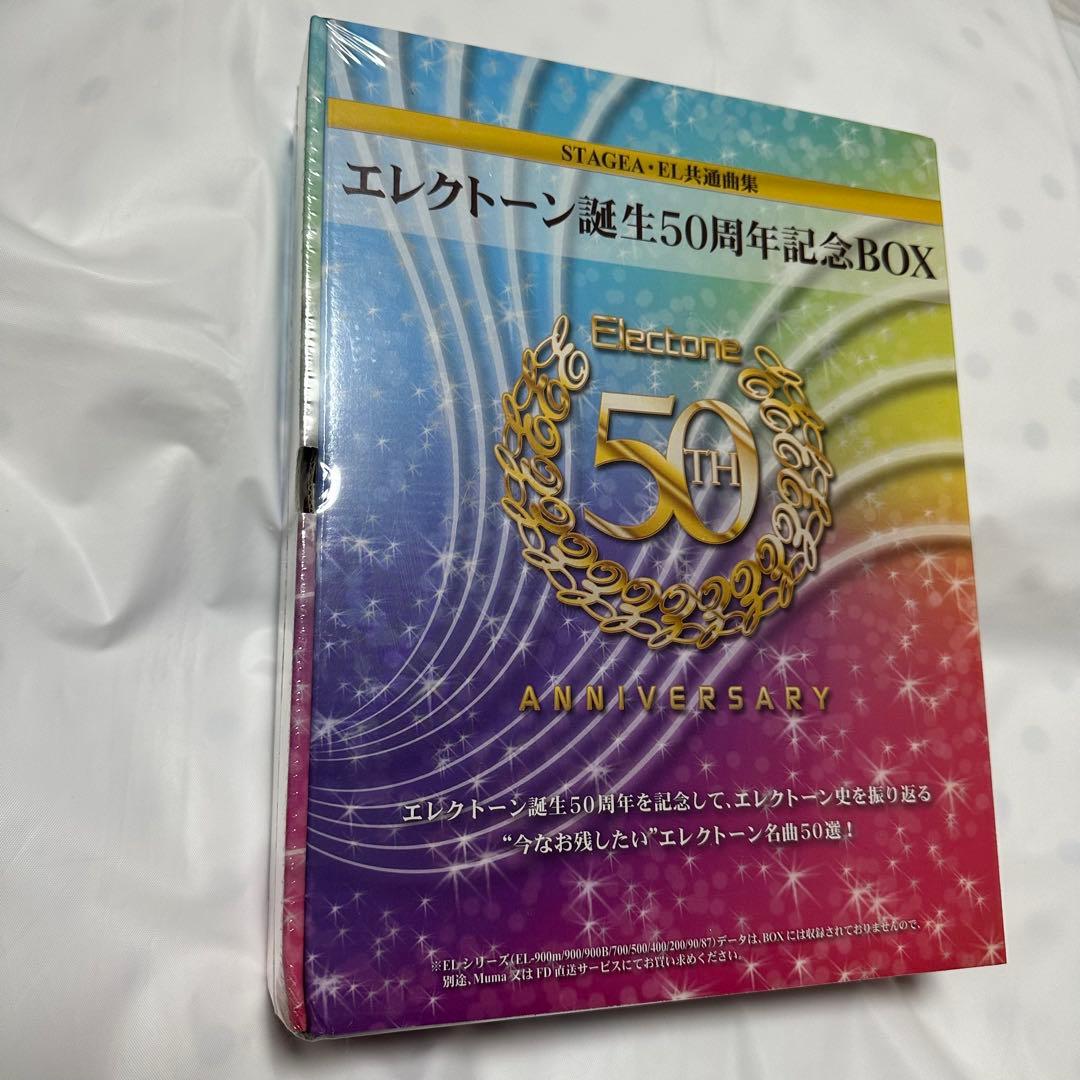 STAGEA・EL共通曲集
エレクトーン誕生50周年記念BOX
Electone
50TH
ANNIVERSARY
エレクトーン誕生50周年を記念して、エレクトーン史を振り返る
“今なお残したい”エレクトーン名曲50選！
※ELシリーズ(EL-900m/900/900B/700/500/400/200/90/87)データは、BOXには収録されておりませんので、
別途、Muma又はFD直送サービスにてお買い求めください。